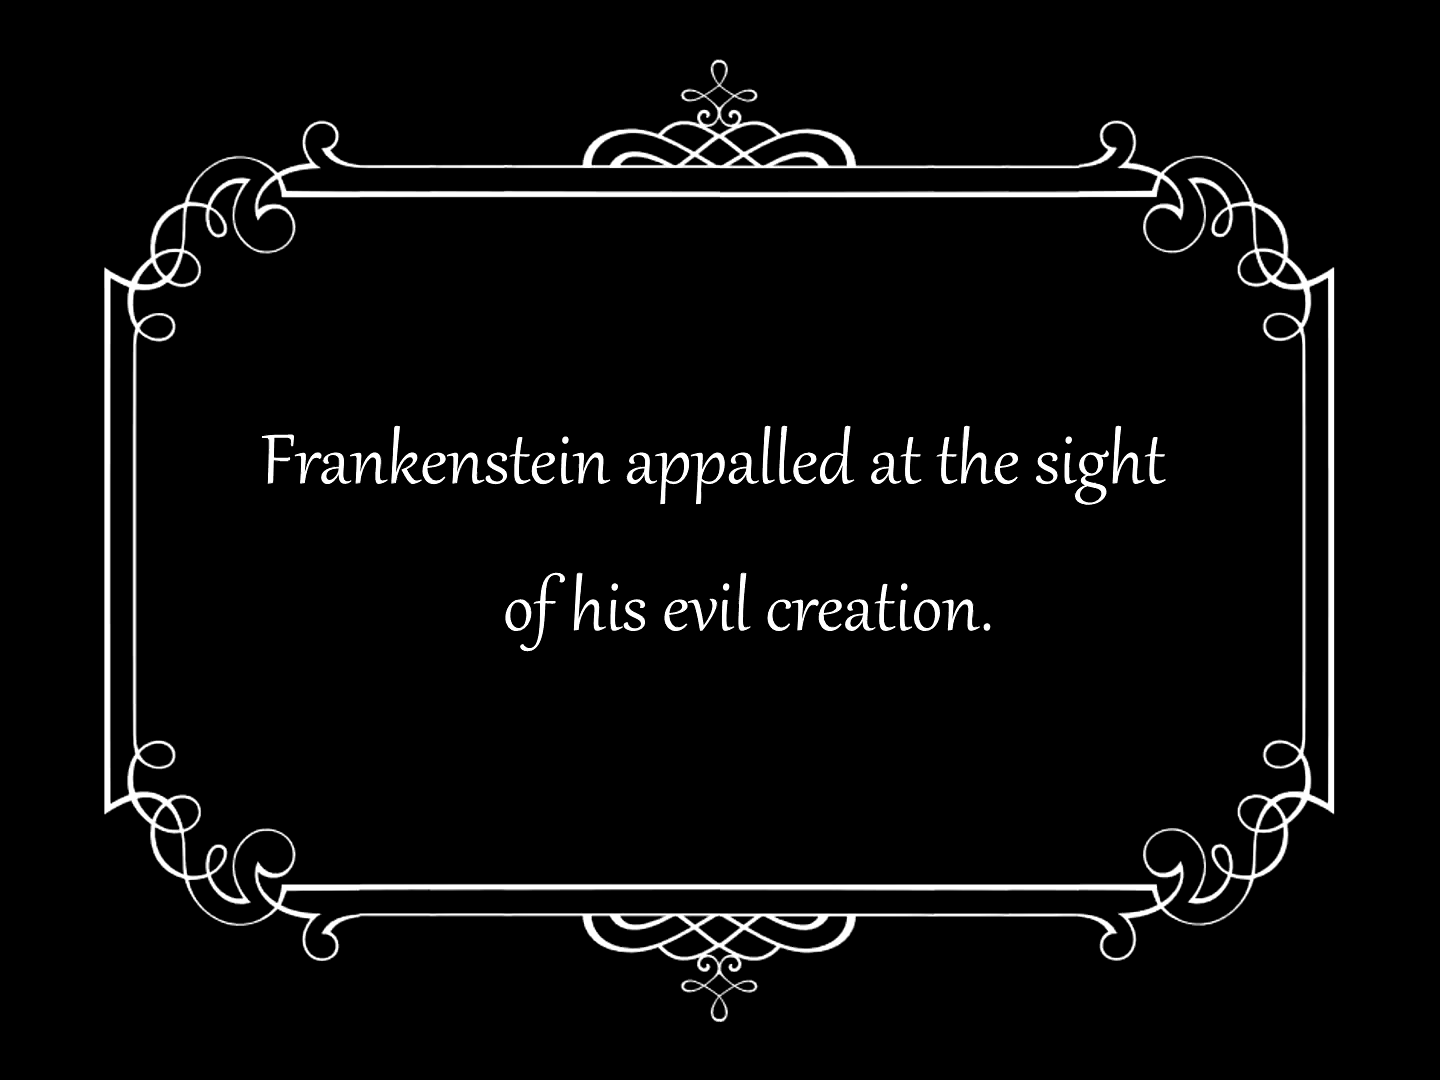 Frankenstein appalled at the sight
of his evil creation.